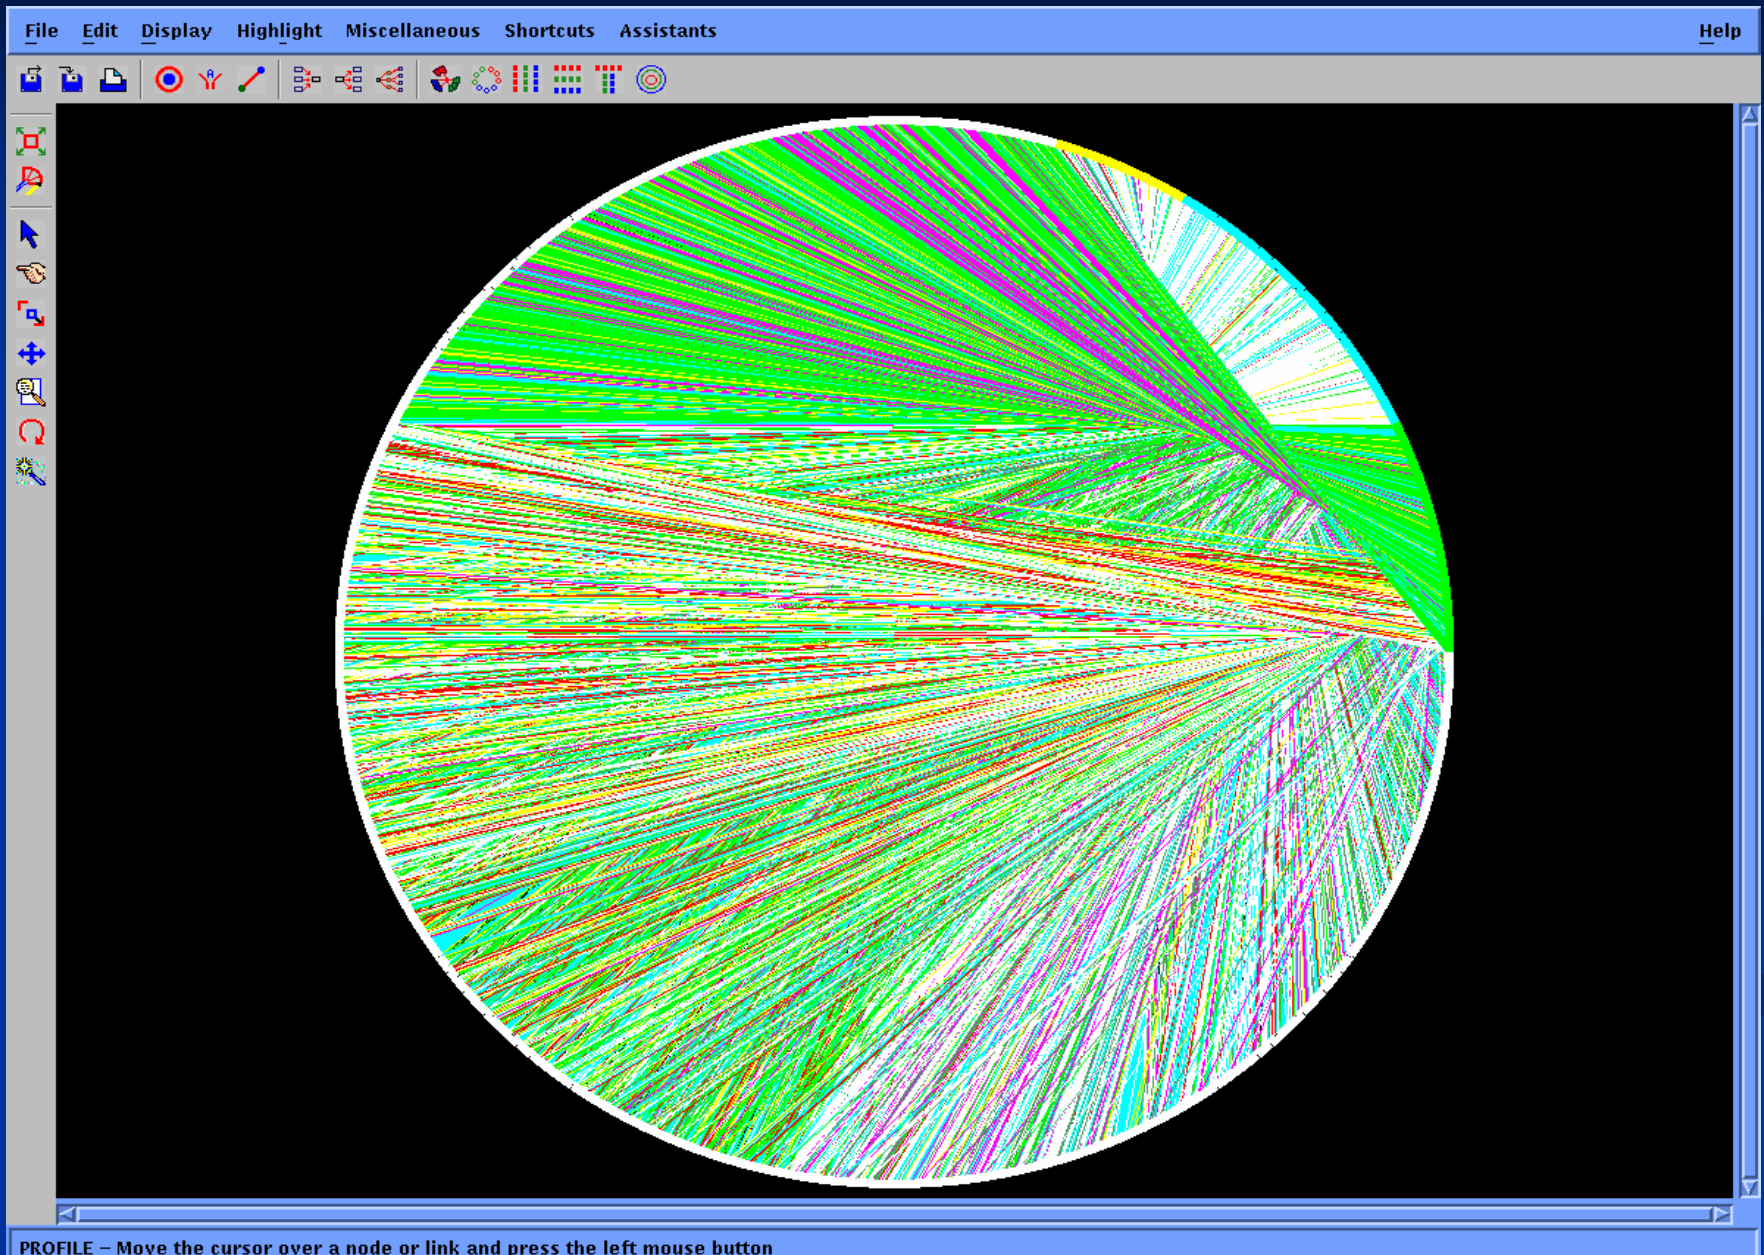 File Edit Display Highlight Miscellaneous Shortcuts Assistants Help
PROFILE – Move the cursor over a node or link and press the left mouse button